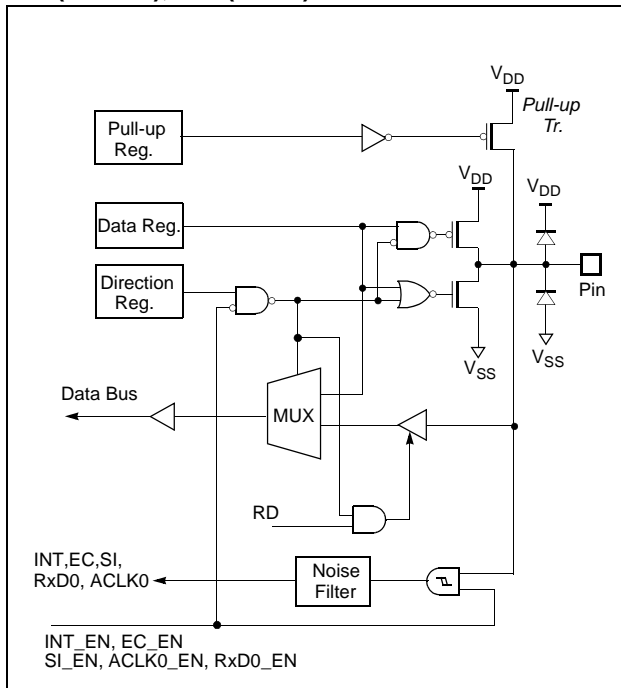 VDD
Pull-up
Tr.
Pull-up
Reg.
VDD
VDD
Data Reg.
Direction
Reg.
Pin
VSS
VSS
Data Bus
MUX
RD
INT,EC,SI,
RxD0, ACLK0
Noise
Filter
INT_EN, EC_EN
SI_EN, ACLK0_EN, RxD0_EN